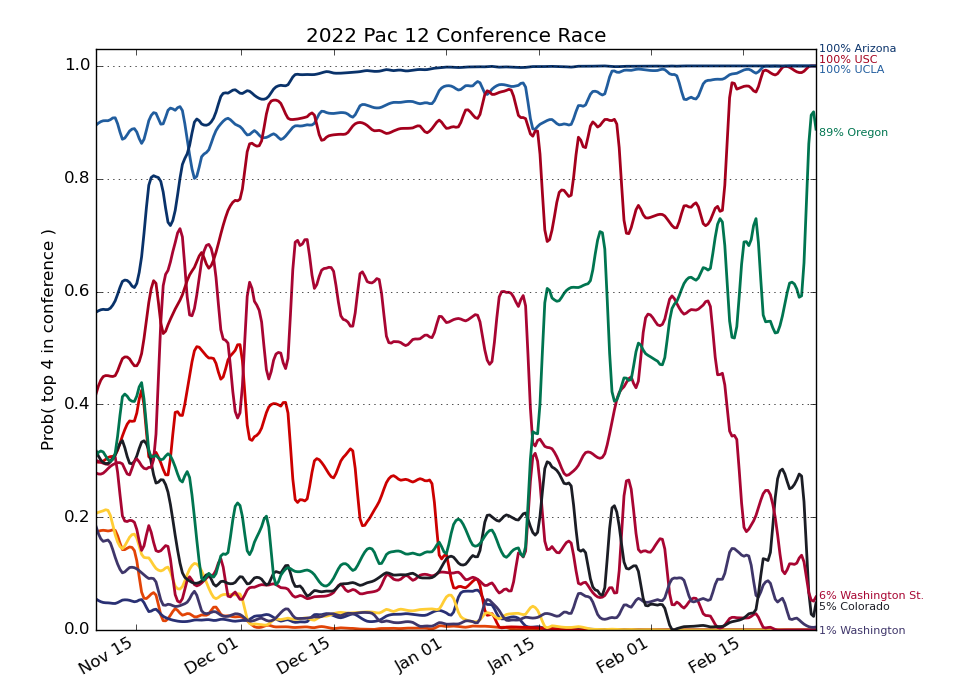 2022 Pac 12 Conference Race
Prob( top 4 in conference )
1.0
0.8
0.6
0.4
0.2
0.0
Nov 15
Dec 01
Dec 15
Jan 01
Jan 15
Feb 01
Feb 15
100% Arizona
100% USC
100% UCLA
89% Oregon
6% Washington St.
5% Colorado
1% Washington